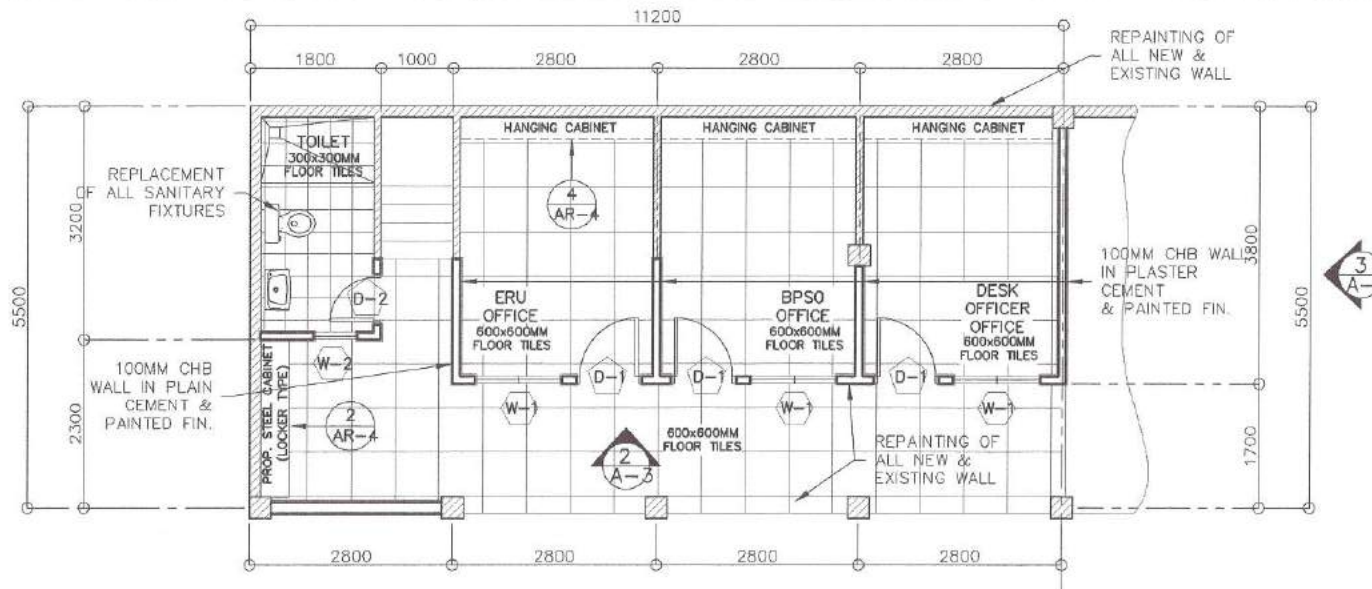 11200
REPAINTING OF
ALL NEW &
EXISTING WALL
1800
1000
2800
2800
2800
HANGING CABINET
HANGING CABINET
HANGING CABINET
TOILET
300x300MM
FLOOR TILES
REPLACEMENT
OF ALL SANITARY
FIXTURES
4
AR-4
3200
5500
3800
5500
100MM CHB WALL
IN PLASTER
CEMENT
& PAINTED FIN.
3
A-
D-2
ERU
OFFICE
600x600MM
FLOOR TILES
BPSO
OFFICE
600x600MM
FLOOR TILES
DESK
OFFICER
OFFICE
600x600MM
FLOOR TILES
W-2
D-1
D-1
D-1
100MM CHB
WALL IN PLAIN
CEMENT &
PAINTED FIN.
W-1
W-1
W-1
2300
PROP. STEEL CABINET
(LOCKER TYPE)
2
AR-4
600x600MM
FLOOR TILES
2
A-3
REPAINTING OF
ALL NEW &
EXISTING WALL
1700
2800
2800
2800
2800